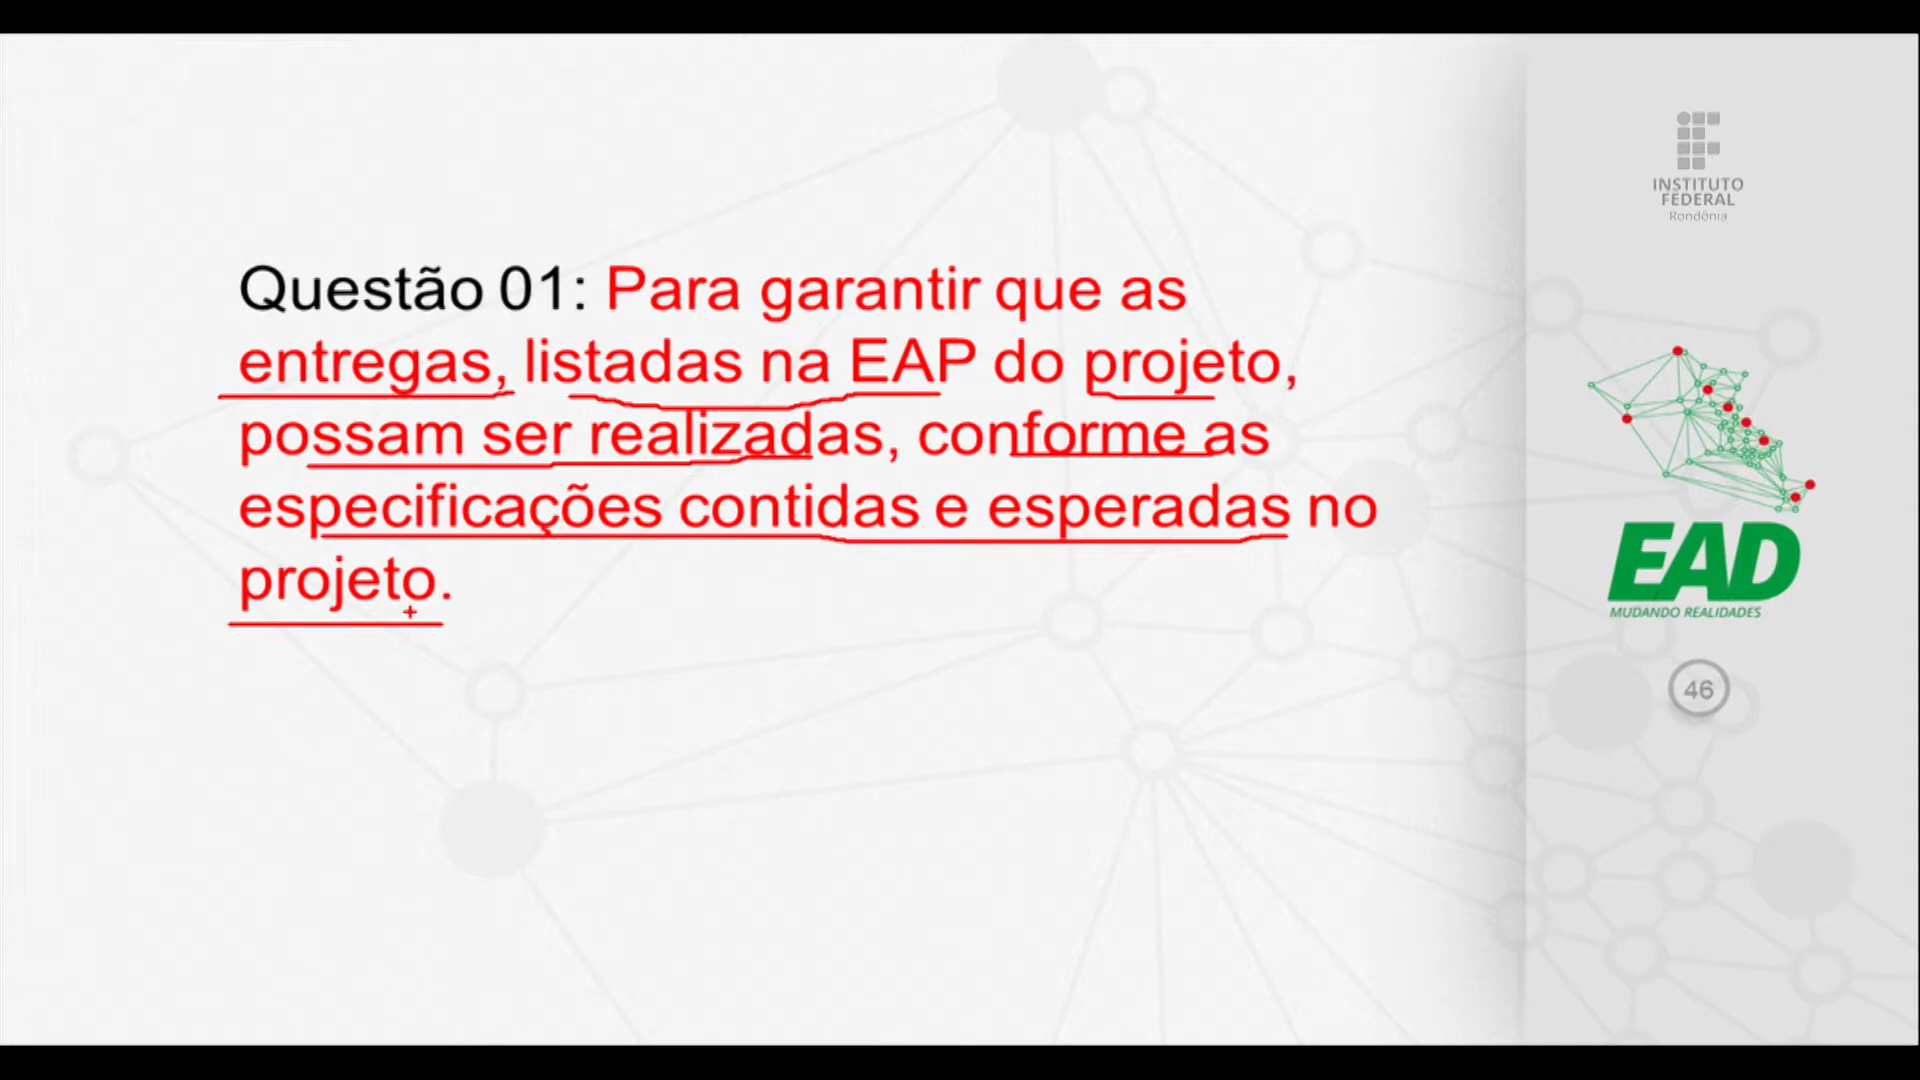 Questão 01: Para garantir que as
entregas, listadas na EAP do projeto,
possam ser realizadas, conforme as
especificações contidas e esperadas no
projeto.
INSTITUTO
FEDERAL
Rondônia
EAD
MUDANDO REALIDADES
46